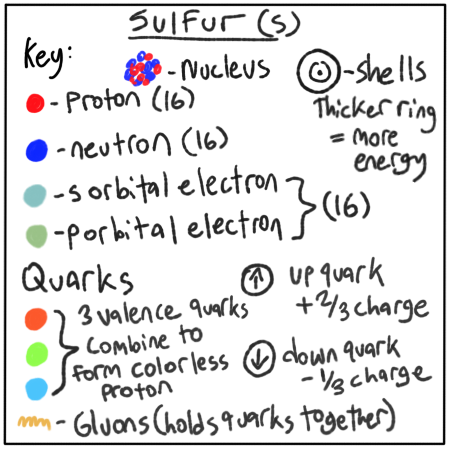 Sulfur (s)
Key:
- Nucleus
- shells
Thicker ring
= more
energy
- Proton (16)
- neutron (16)
- s orbital electron
- p orbital electron
(16)
Quarks
3 valence quarks
combine to
form colorless
proton
up quark
+ 2/3 charge
down quark
- 1/3 charge
- Gluons (holds quarks together)